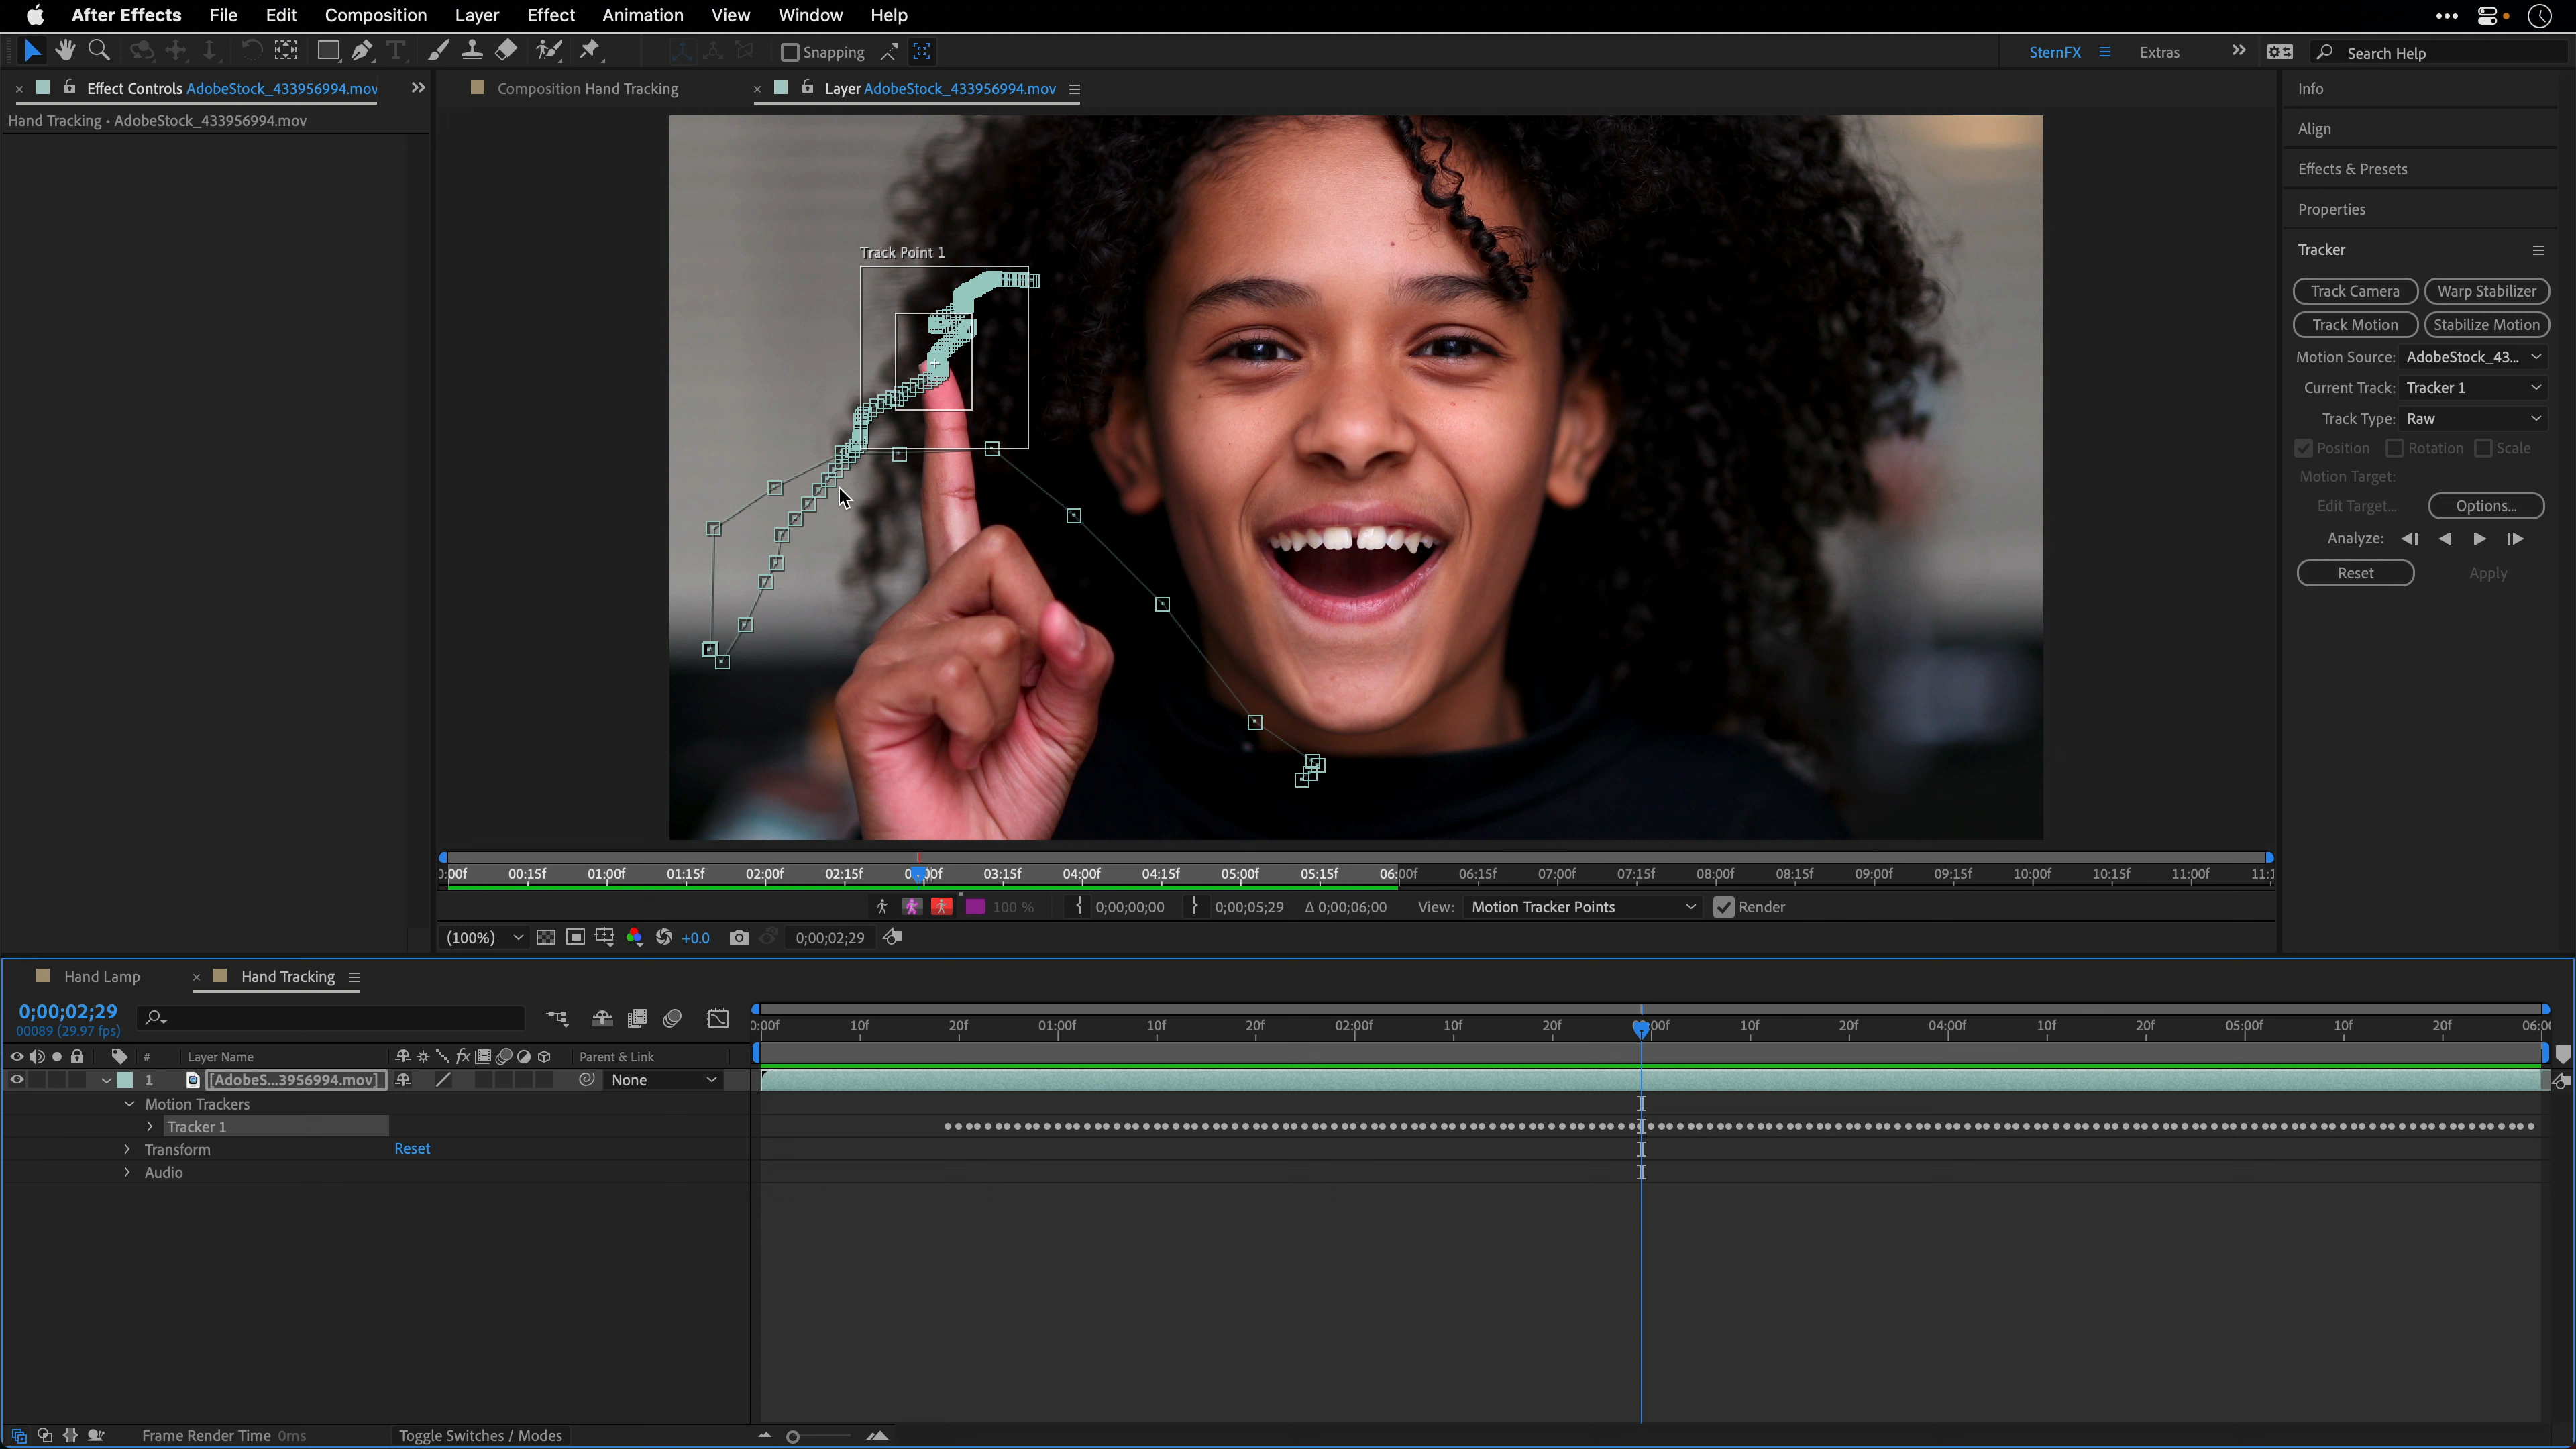 After Effects File Edit Composition Layer Effect Animation View Window Help
Snapping
SternFX Extras Search Help
Effect Controls AdobeStock_433956994.mov
Composition Hand Tracking
Layer AdobeStock_433956994.mov
Hand Tracking • AdobeStock_433956994.mov
Info
Align
Effects & Presets
Properties
Tracker
Track Camera Warp Stabilizer
Track Motion Stabilize Motion
Motion Source: AdobeStock_43...
Current Track: Tracker 1
Track Type: Raw
Position Rotation Scale
Motion Target:
Edit Target... Options...
Analyze:
Reset Apply
Track Point 1
0:00f 00:15f 01:00f 01:15f 02:00f 02:15f 03:15f 04:00f 04:15f 05:00f 05:15f 06:00f 06:15f 07:00f 07:15f 08:00f 08:15f 09:00f 09:15f 10:00f 10:15f 11:00f
100 % 0;00;00;00 0;00;05;29 Δ 0;00;06;00 View: Motion Tracker Points Render
(100%) +0.0 0;00;02;29
Hand Lamp Hand Tracking
0;00;02;29
00089 (29.97 fps)
0:00f 10f 20f 01:00f 10f 20f 02:00f 10f 20f 10f 20f 04:00f 10f 20f 05:00f 10f 20f
# Layer Name Parent & Link
1 [AdobeS...3956994.mov] None
Motion Trackers
Tracker 1
Transform Reset
Audio
Frame Render Time 0ms Toggle Switches / Modes